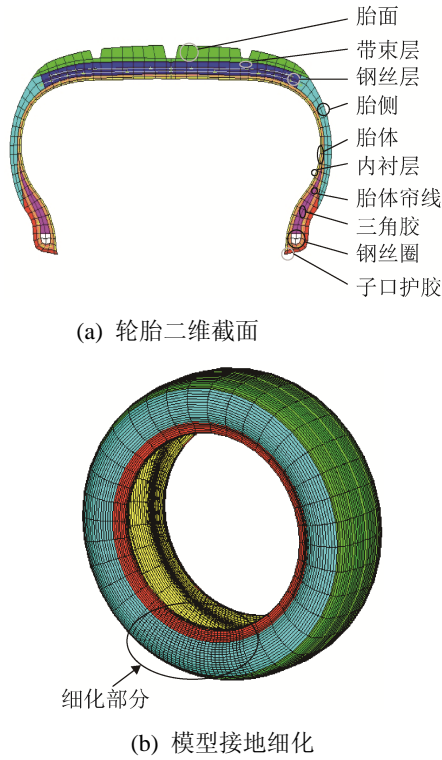 胎面
带束层
钢丝层
胎侧
胎体
内衬层
胎体帘线
三角胶
钢丝圈
子口护胶
(a) 轮胎二维截面
细化部分
(b) 模型接地细化